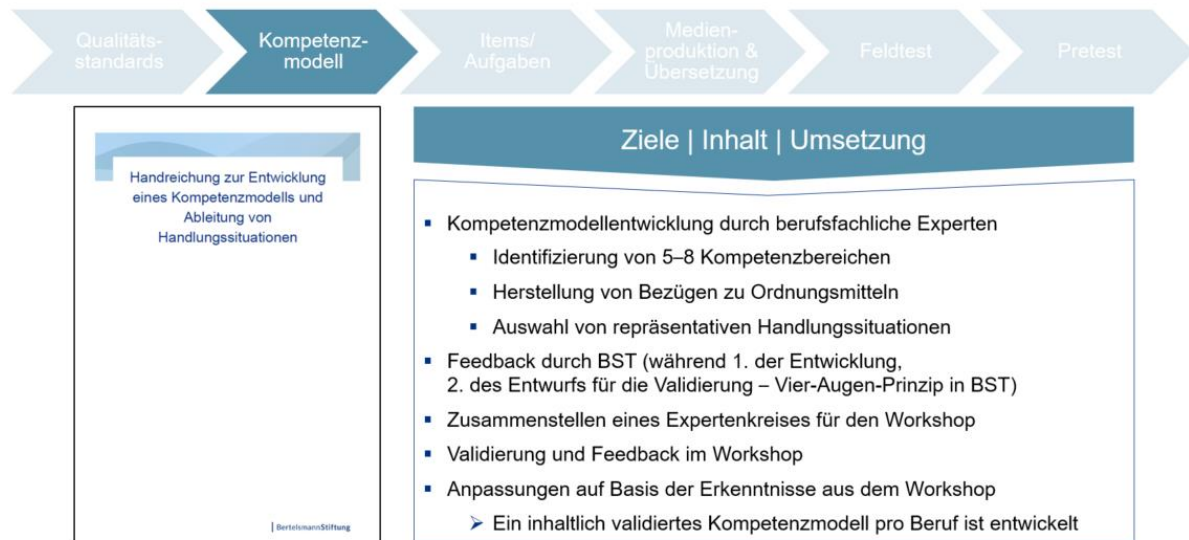 Qualitäts-
standards
Kompetenz-
modell
Items/
Aufgaben
Medien-
produktion &
Übersetzung
Feldtest
Pretest
Handreichung zur Entwicklung
eines Kompetenzmodells und
Ableitung von
Handlungssituationen
BertelsmannStiftung
Ziele | Inhalt | Umsetzung
▪ Kompetenzmodellentwicklung durch berufsfachliche Experten
▪ Identifizierung von 5–8 Kompetenzbereichen
▪ Herstellung von Bezügen zu Ordnungsmitteln
▪ Auswahl von repräsentativen Handlungssituationen
▪ Feedback durch BST (während 1. der Entwicklung,
2. des Entwurfs für die Validierung – Vier-Augen-Prinzip in BST)
▪ Zusammenstellen eines Expertenkreises für den Workshop
▪ Validierung und Feedback im Workshop
▪ Anpassungen auf Basis der Erkenntnisse aus dem Workshop
➢ Ein inhaltlich validiertes Kompetenzmodell pro Beruf ist entwickelt